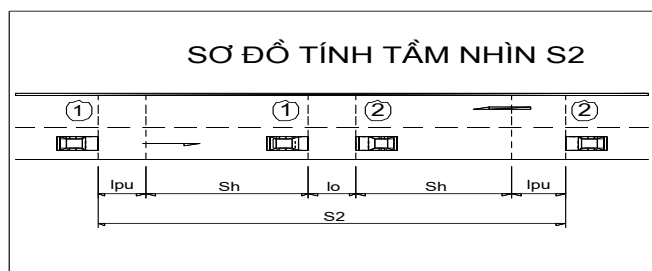 SƠ ĐỒ TÍNH TẦM NHÌN S2
1 1 2 2
lpu Sh lo Sh lpu
S2